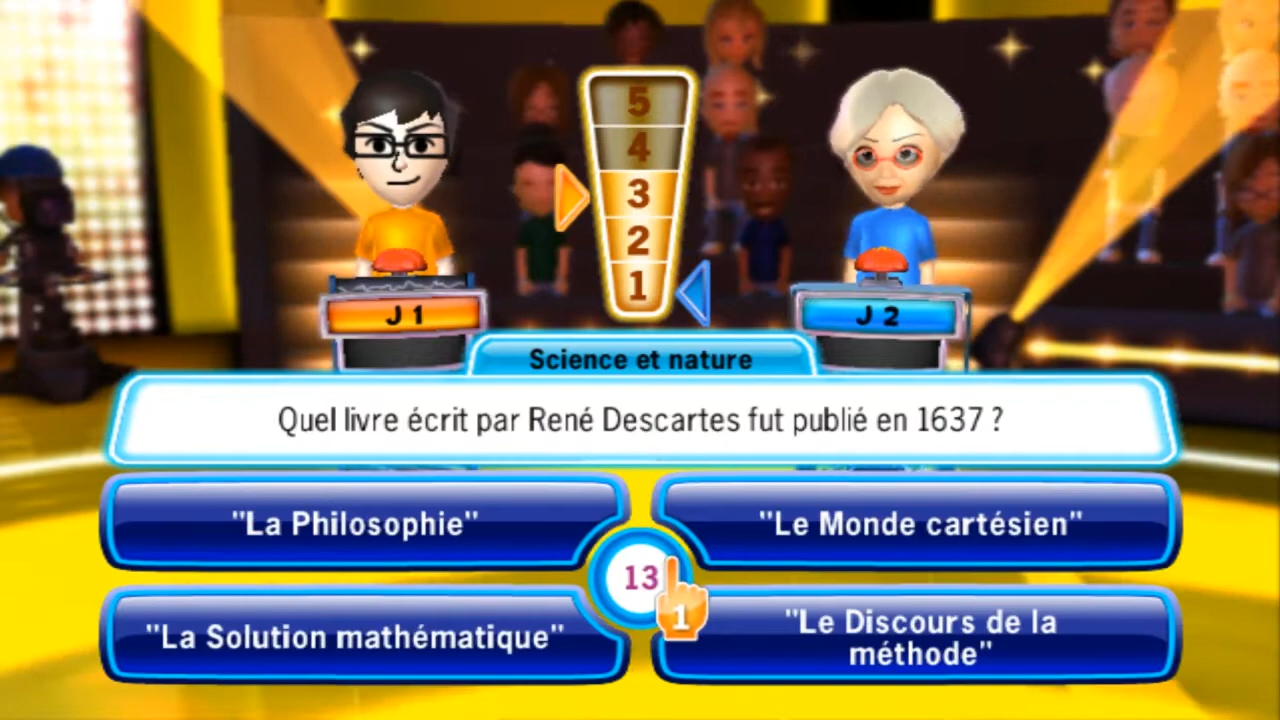 5
4
3
2
1
J 1
J 2
Science et nature
Quel livre écrit par René Descartes fut publié en 1637 ?
"La Philosophie"
"Le Monde cartésien"
13
1
"La Solution mathématique"
"Le Discours de la
méthode"